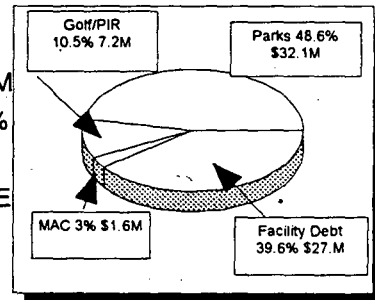 Golf/PIR
10.5% 7.2M
Parks 48.6%
$32.1M
M
%
MAC 3% $1.6M
Facility Debt
39.6% $27.M